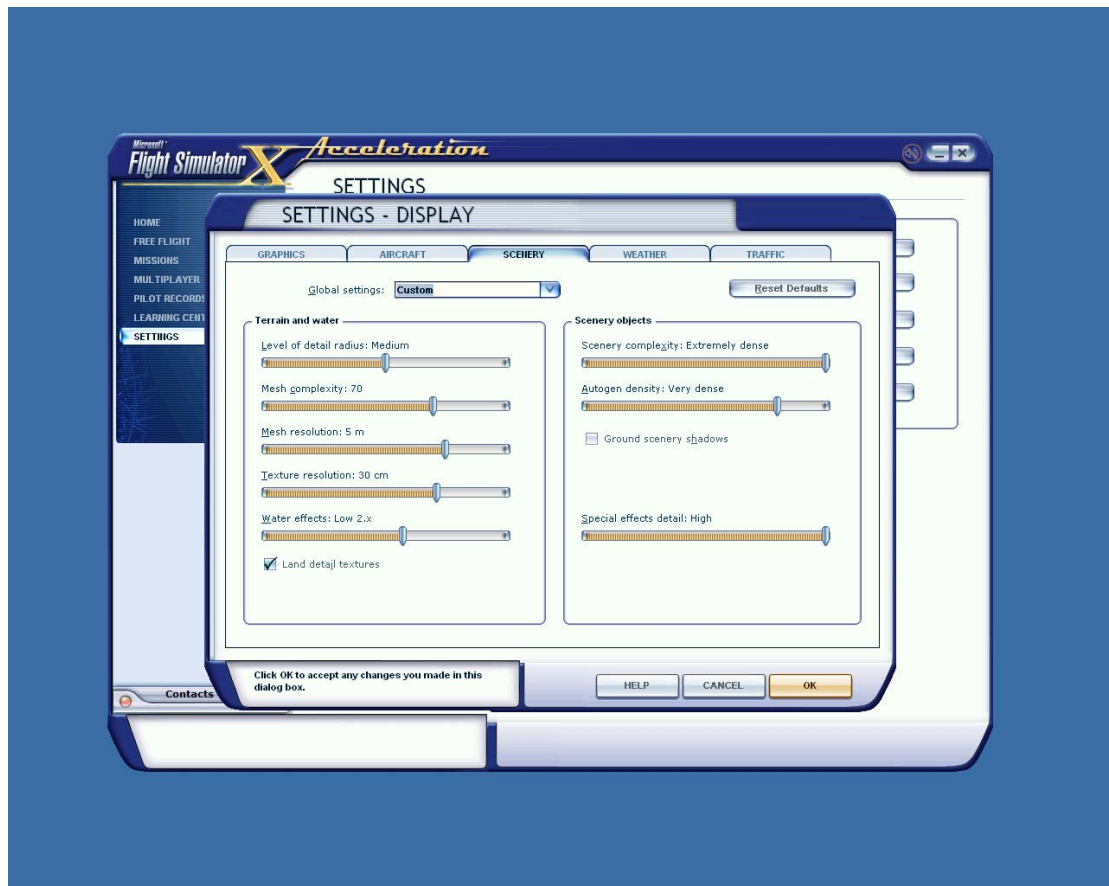 Microsoft
Flight Simulator X Acceleration
SETTINGS
SETTINGS - DISPLAY
HOME
FREE FLIGHT
MISSIONS
MULTIPLAYER
PILOT RECORDS
LEARNING CENT
SETTINGS
GRAPHICS AIRCRAFT SCENERY WEATHER TRAFFIC
Global settings: Custom Reset Defaults
Terrain and water
Level of detail radius: Medium
Mesh complexity: 70
Mesh resolution: 5 m
Texture resolution: 30 cm
Water effects: Low 2.x
Land detail textures
Scenery objects
Scenery complexity: Extremely dense
Autogen density: Very dense
Ground scenery shadows
Special effects detail: High
Click OK to accept any changes you made in this
dialog box.
HELP CANCEL OK
Contacts